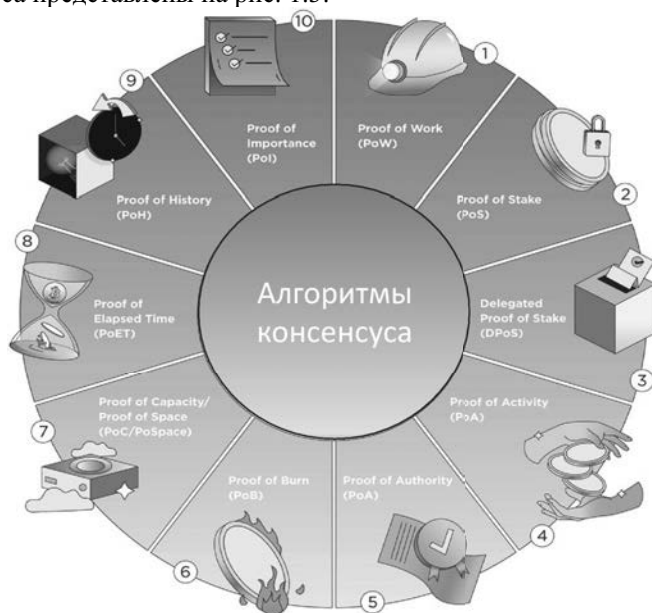 са представлены на рис. 1.3.
Алгоритмы
консенсуса
1
Proof of Work
(PoW)
2
Proof of Stake
(PoS)
3
Delegated
Proof of Stake
(DPoS)
4
Proof of Activity
(PoA)
5
Proof of Authority
(PoA)
6
Proof of Burn
(PoB)
7
Proof of Capacity/
Proof of Space
(PoC/PoSpace)
8
Proof of
Elapsed Time
(PoET)
9
Proof of History
(PoH)
10
Proof of
Importance
(PoI)